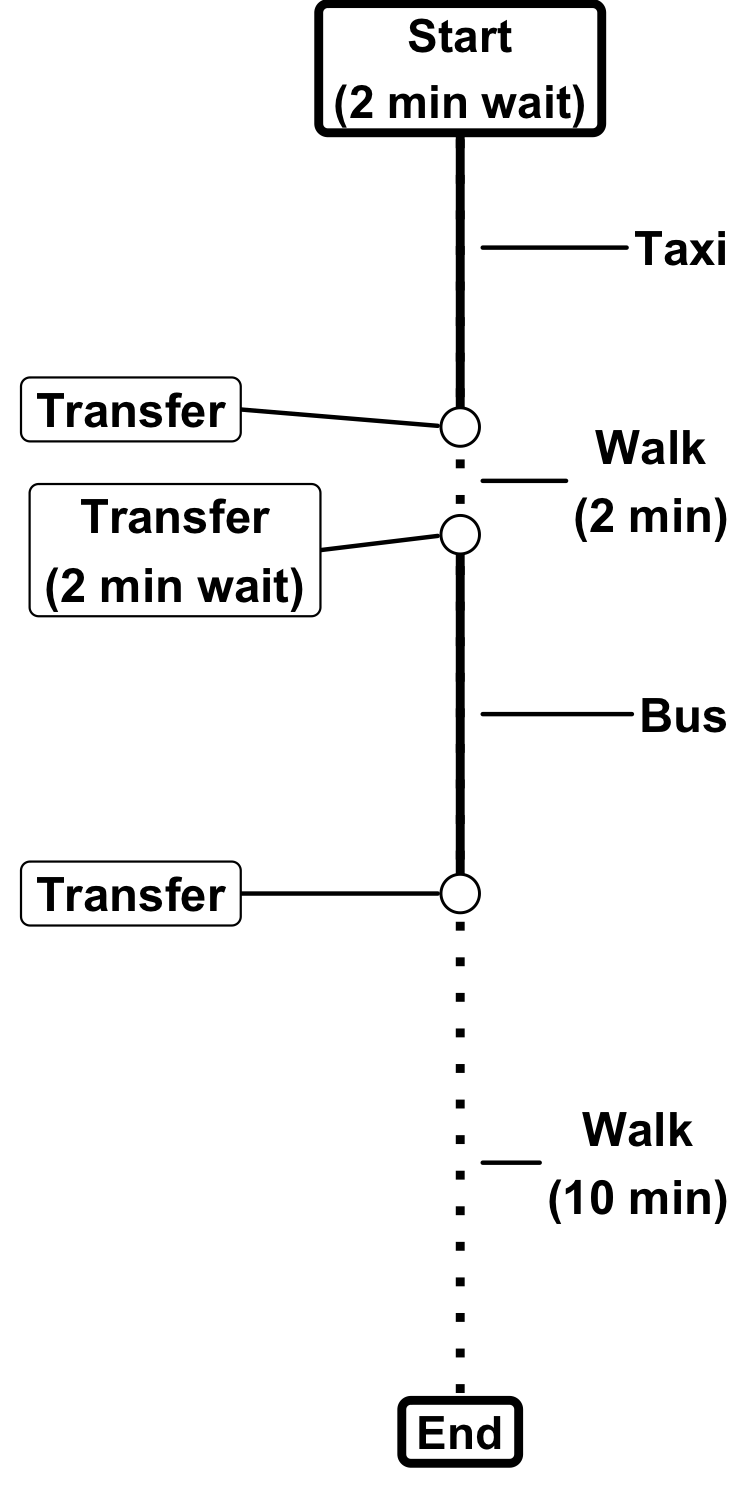 Start
(2 min wait)
Taxi
Transfer
Walk
(2 min)
Transfer
(2 min wait)
Bus
Transfer
Walk
(10 min)
End